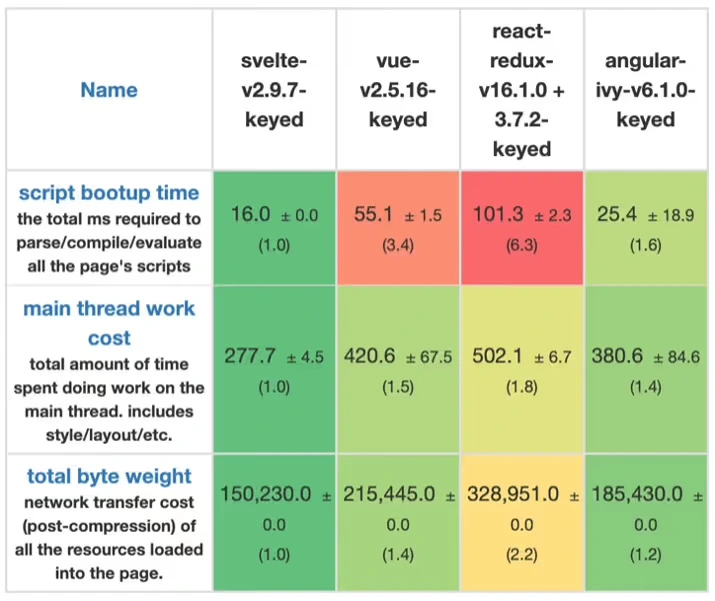 Name
svelte-
v2.9.7-
keyed
vue-
v2.5.16-
keyed
react-
redux-
v16.1.0 +
3.7.2-
keyed
angular-
ivy-v6.1.0-
keyed
script bootup time
the total ms required to
parse/compile/evaluate
all the page's scripts
16.0 ± 0.0
(1.0)
55.1 ± 1.5
(3.4)
101.3 ± 2.3
(6.3)
25.4 ± 18.9
(1.6)
main thread work
cost
total amount of time
spent doing work on the
main thread. includes
style/layout/etc.
277.7 ± 4.5
(1.0)
420.6 ± 67.5
(1.5)
502.1 ± 6.7
(1.8)
380.6 ± 84.6
(1.4)
total byte weight
network transfer cost
(post-compression) of
all the resources loaded
into the page.
150,230.0 ±
0.0
(1.0)
215,445.0 ±
0.0
(1.4)
328,951.0 ±
0.0
(2.2)
185,430.0 ±
0.0
(1.2)